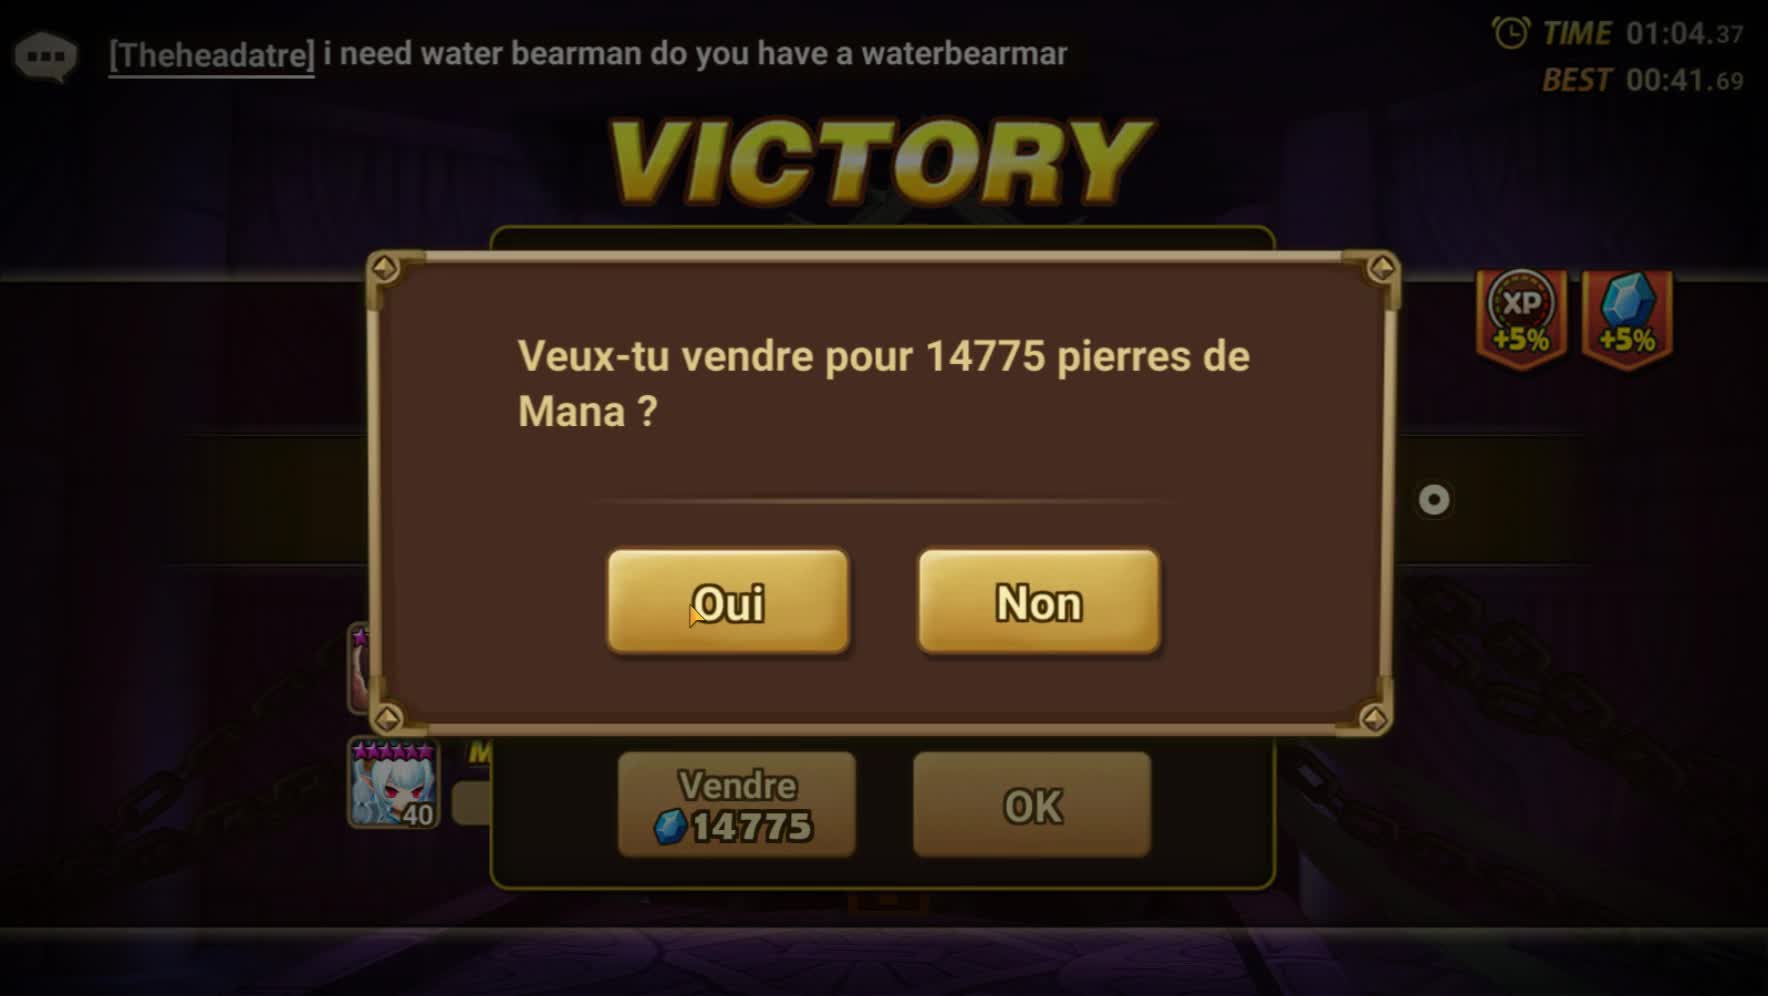 [Theheadatre] i need water bearman do you have a waterbearmar
TIME 01:04.37
BEST 00:41.69
VICTORY
XP
+5%
+5%
Veux-tu vendre pour 14775 pierres de
Mana ?
Oui
Non
40
M
Vendre
14775
OK